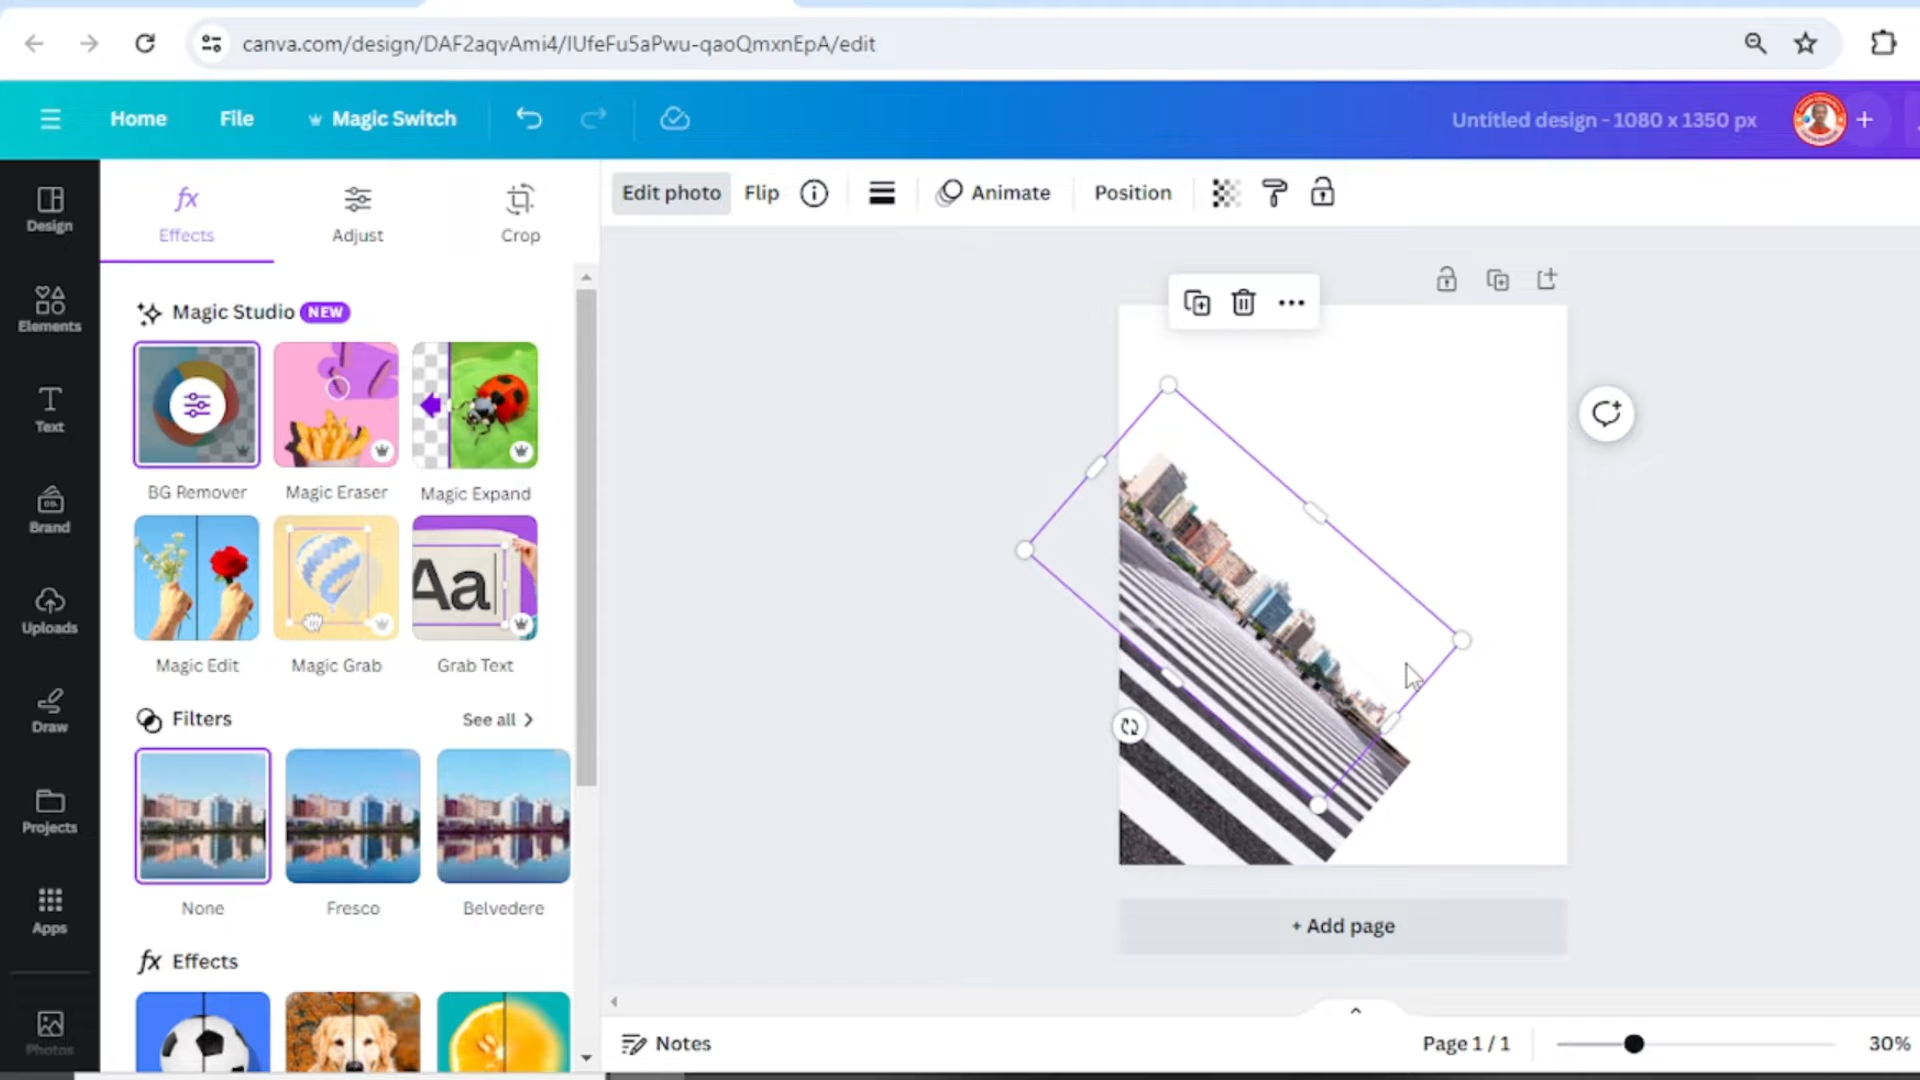 canva.com/design/DAF2aqvAmi4/IUfeFu5aPwu-qaoQmxnEpA/edit
Home File Magic Switch Untitled design - 1080 x 1350 px
Design
Elements
Text
Brand
Uploads
Draw
Projects
Apps
Photos
fx
Effects Adjust Crop
Magic Studio NEW
BG Remover Magic Eraser Magic Expand
Aa
Magic Edit Magic Grab Grab Text
Filters See all
None Fresco Belvedere
fx Effects
Edit photo Flip Animate Position
+ Add page
Notes Page 1 / 1 30%